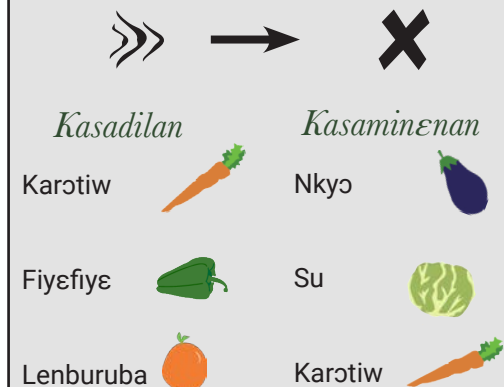 Kasadilan
Kasaminɛnan
Karɔtiw
Nkyɔ
Fiyɛfiyɛ
Su
Lenburuba
Karɔtiw